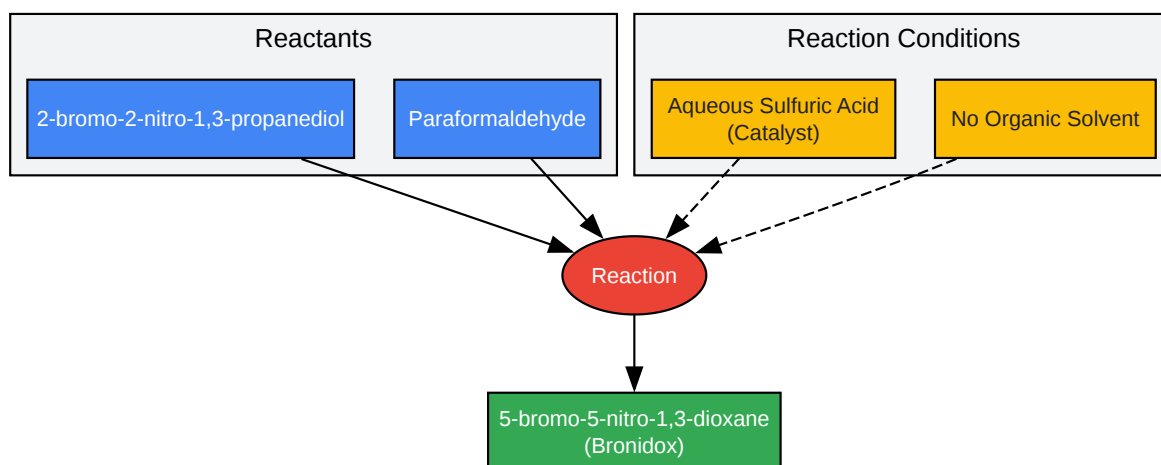 Reactants
Reaction Conditions
2-bromo-2-nitro-1,3-propanediol
Paraformaldehyde
Aqueous Sulfuric Acid
(Catalyst)
No Organic Solvent
Reaction
5-bromo-5-nitro-1,3-dioxane
(Bronidox)